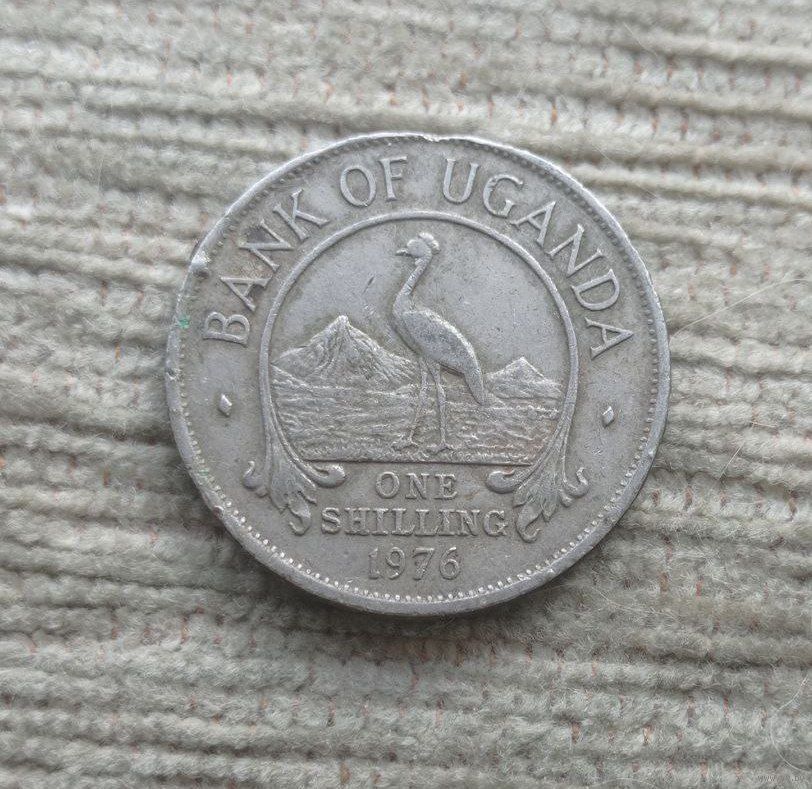 BANK OF UGANDA
ONE
SHILLING
1976